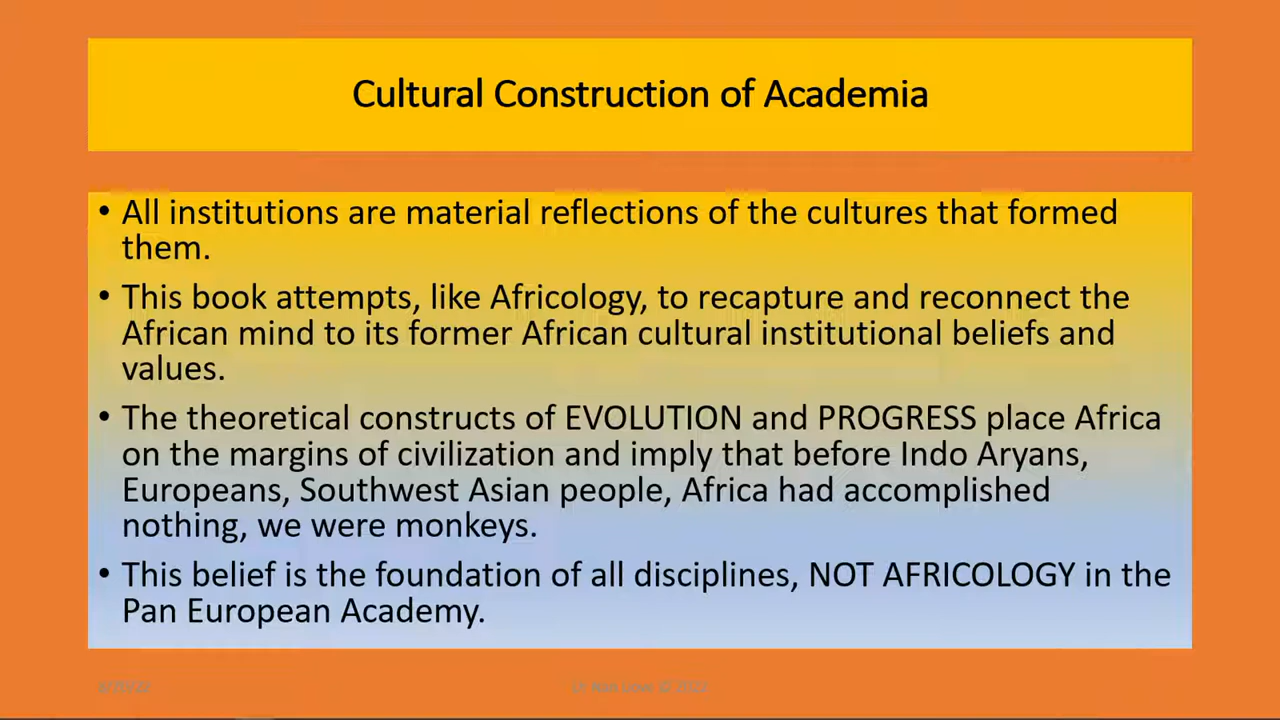 Cultural Construction of Academia
• All institutions are material reflections of the cultures that formed
them.
• This book attempts, like Africology, to recapture and reconnect the
African mind to its former African cultural institutional beliefs and
values.
• The theoretical constructs of EVOLUTION and PROGRESS place Africa
on the margins of civilization and imply that before Indo Aryans,
Europeans, Southwest Asian people, Africa had accomplished
nothing, we were monkeys.
• This belief is the foundation of all disciplines, NOT AFRICOLOGY in the
Pan European Academy.